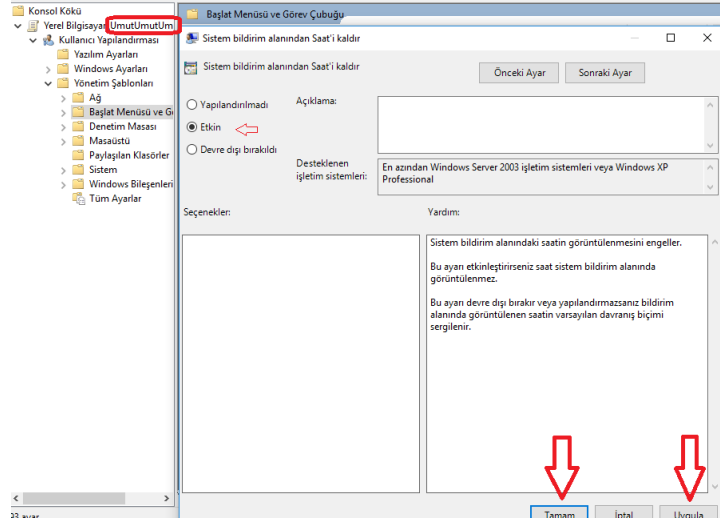 Konsol Kökü
Yerel Bilgisayar UmutUmutUm
Kullanıcı Yapılandırması
Yazılım Ayarları
Windows Ayarları
Yönetim Şablonları
Ağ
Başlat Menüsü ve G
Denetim Masası
Masaüstü
Paylaşılan Klasörler
Sistem
Windows Bileşenleri
Tüm Ayarlar
93 ayar
Başlat Menüsü ve Görev Çubuğu
Sistem bildirim alanından Saat'i kaldır
Sistem bildirim alanından Saat'i kaldır
Önceki Ayar
Sonraki Ayar
Yapılandırılmadı
Etkin
Devre dışı bırakıldı
Açıklama:
Desteklenen
işletim sistemleri:
En azından Windows Server 2003 işletim sistemleri veya Windows XP
Professional
Seçenekler:
Yardım:
Sistem bildirim alanındaki saatin görüntülenmesini engeller.
Bu ayarı etkinleştirirseniz saat sistem bildirim alanında
görüntülenmez.
Bu ayarı devre dışı bırakır veya yapılandırmazsanız bildirim
alanında görüntülenen saatin varsayılan davranış biçimi
sergilenir.
Tamam
İptal
Uygula